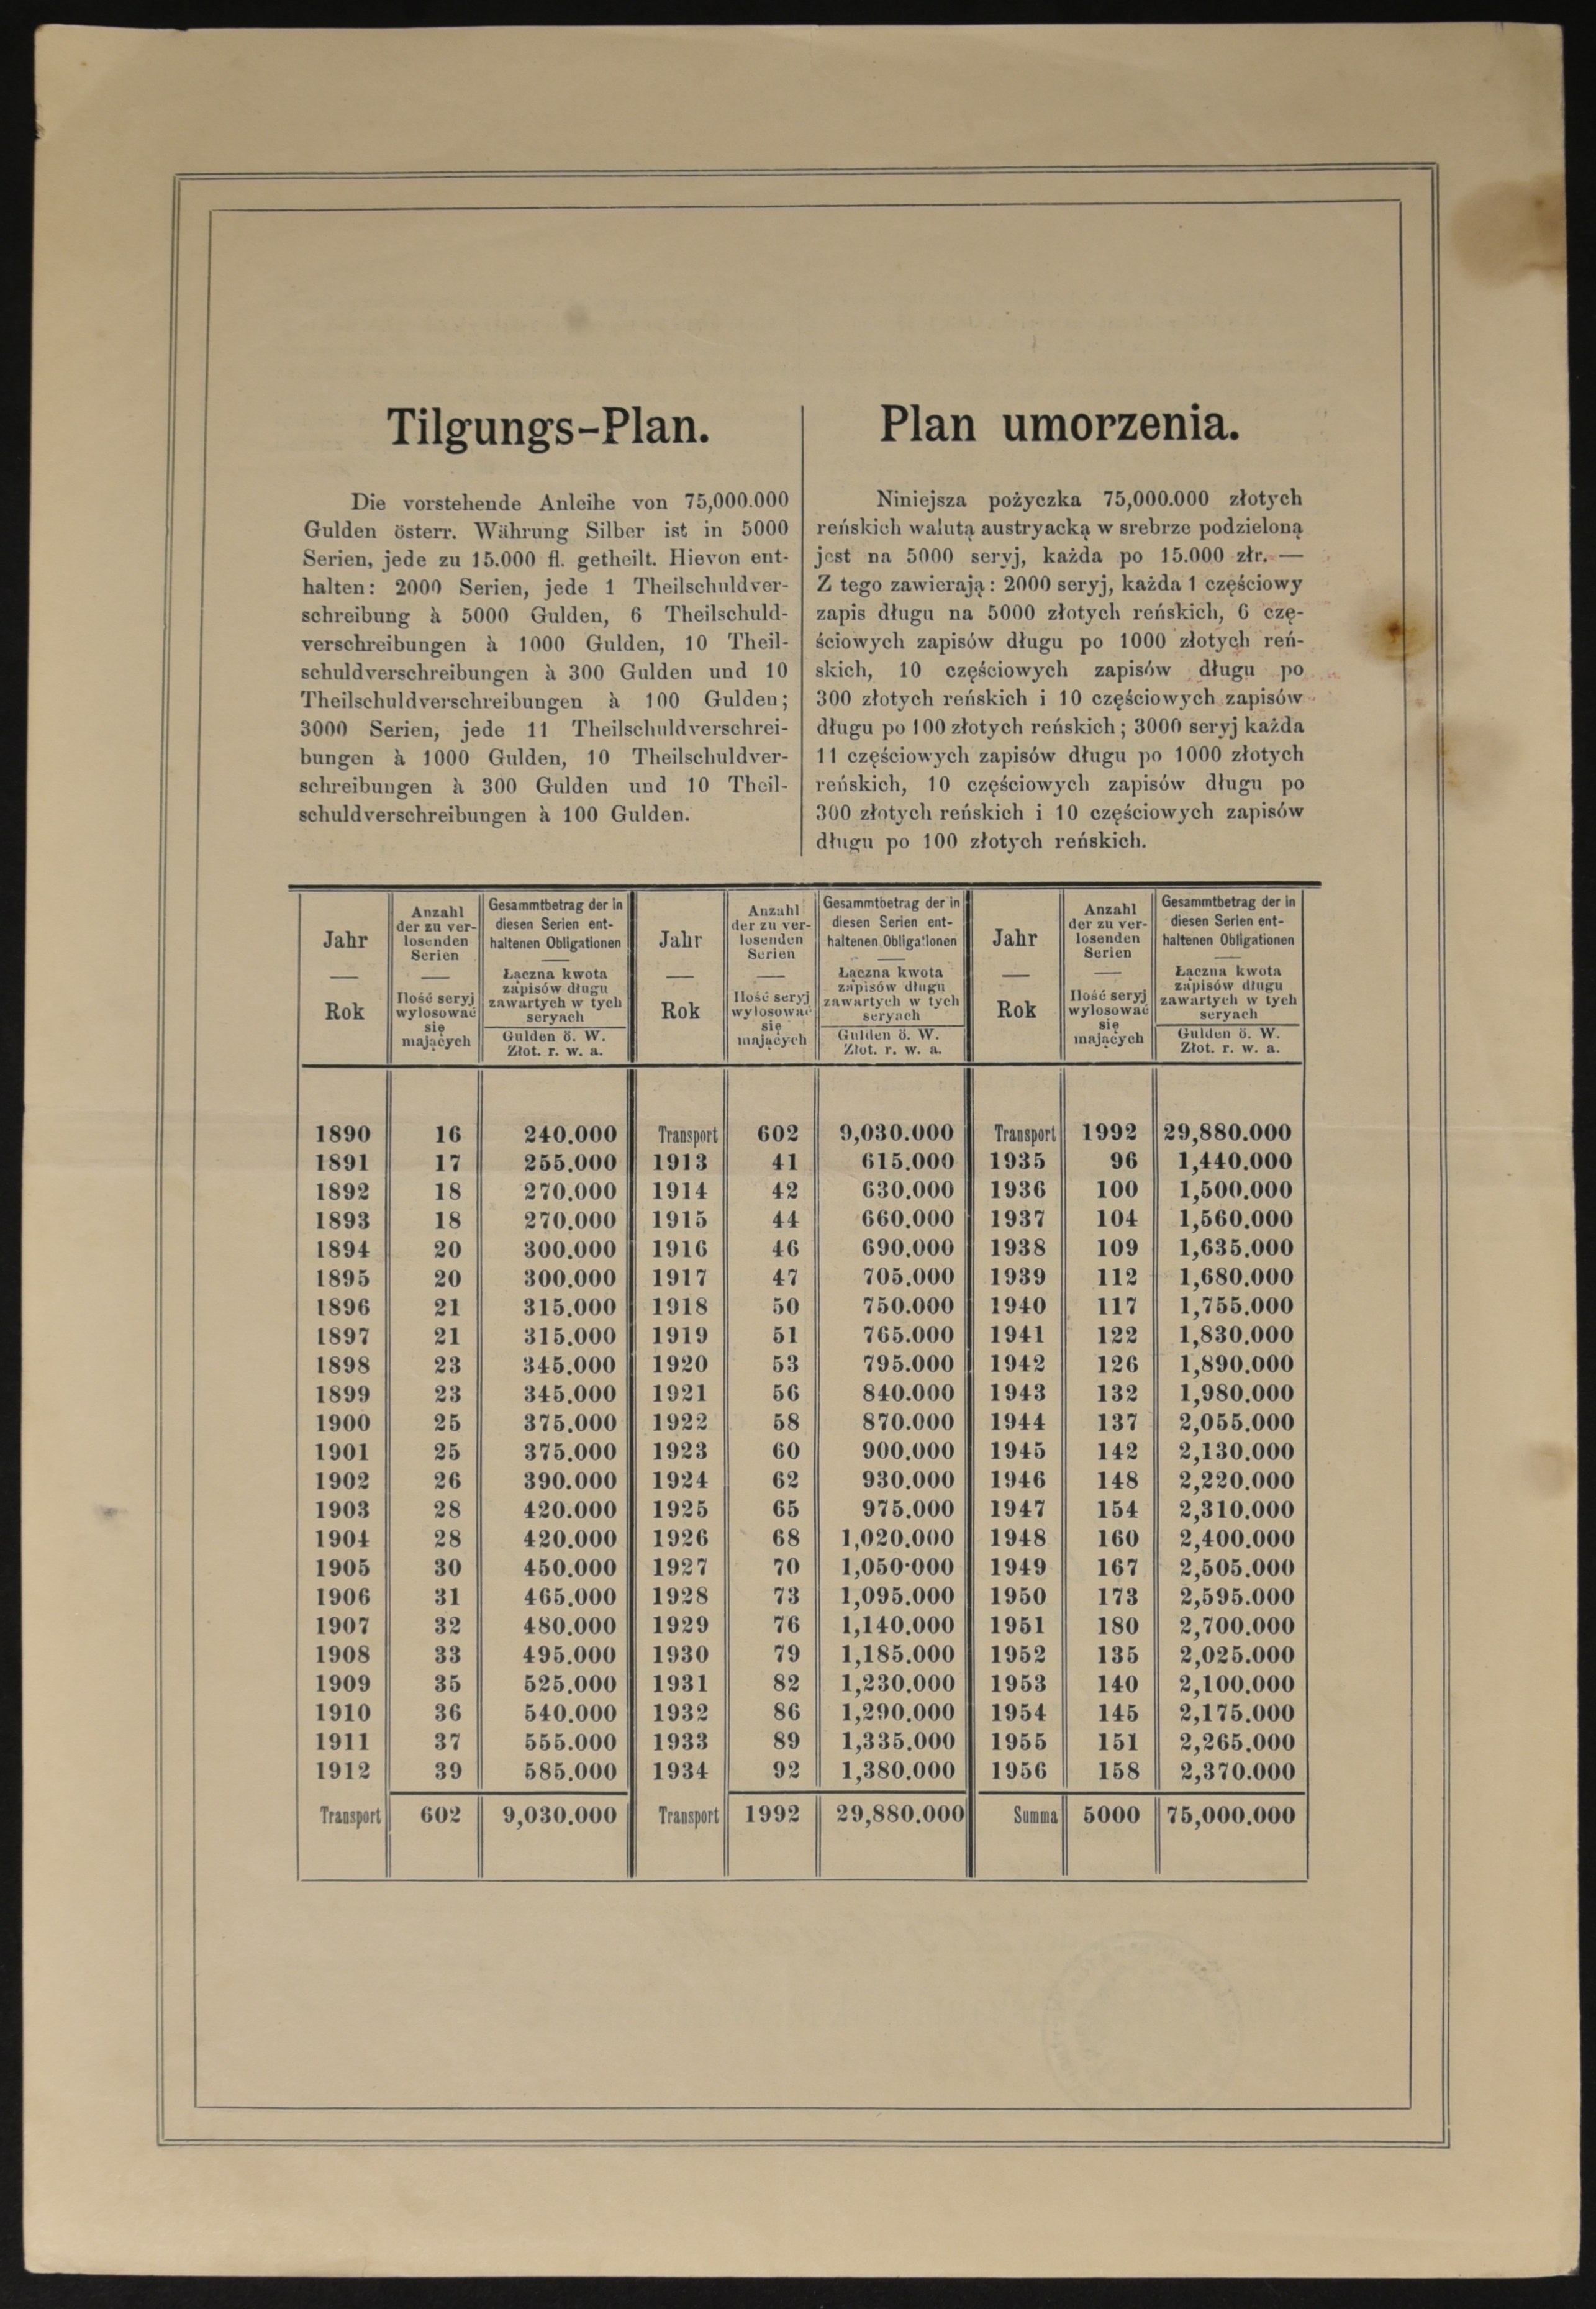 Tilgungs-Plan.
Die vorstehende Anleihe von 75,000.000
Gulden österr. Währung Silber ist in 5000
Serien, jede zu 15.000 fl. getheilt. Hievon ent-
halten: 2000 Serien, jede 1 Theilschuldver-
schreibung à 5000 Gulden, 6 Theilschuld-
verschreibungen à 1000 Gulden, 10 Theil-
schuldverschreibungen à 300 Gulden und 10
Theilschuldverschreibungen à 100 Gulden;
3000 Serien, jede 11 Theilschuldverschrei-
bungen à 1000 Gulden, 10 Theilschuldver-
schreibungen à 300 Gulden und 10 Theil-
schuldverschreibungen à 100 Gulden.
Plan umorzenia.
Niniejsza pożyczka 75,000.000 złotych
reńskich walutą austryacką w srebrze podzieloną
jest na 5000 seryj, każda po 15.000 złr. —
Z tego zawierają: 2000 seryj, każda 1 częściowy
zapis długu na 5000 złotych reńskich, 6 czę-
ściowych zapisów długu po 1000 złotych reń-
skich, 10 częściowych zapisów długu po
300 złotych reńskich i 10 częściowych zapisów
długu po 100 złotych reńskich; 3000 seryj każda
11 częściowych zapisów długu po 1000 złotych
reńskich, 10 częściowych zapisów długu po
300 złotych reńskich i 10 częściowych zapisów
długu po 100 złotych reńskich.
Jahr
—
Rok
Anzahl
der zu ver-
losenden
Serien
—
Ilość seryj
wylosować
się
mających
Gesammtbetrag der in
diesen Serien ent-
haltenen Obligationen
—
Łączna kwota
zapisów długu
zawartych w tych
seryach
Gulden ö. W.
Złot. r. w. a.
Jahr
—
Rok
Anzahl
der zu ver-
losenden
Serien
—
Ilość seryj
wylosować
się
mających
Gesammtbetrag der in
diesen Serien ent-
haltenen Obligationen
—
Łączna kwota
zapisów długu
zawartych w tych
seryach
Gulden ö. W.
Złot. r. w. a.
Jahr
—
Rok
Anzahl
der zu ver-
losenden
Serien
—
Ilość seryj
wylosować
się
mających
Gesammtbetrag der in
diesen Serien ent-
haltenen Obligationen
—
Łączna kwota
zapisów długu
zawartych w tych
seryach
Gulden ö. W.
Złot. r. w. a.
1890 16 240.000 Transport 602 9,030.000 Transport 1992 29,880.000
1891 17 255.000 1913 41 615.000 1935 96 1,440.000
1892 18 270.000 1914 42 630.000 1936 100 1,500.000
1893 18 270.000 1915 44 660.000 1937 104 1,560.000
1894 20 300.000 1916 46 690.000 1938 109 1,635.000
1895 20 300.000 1917 47 705.000 1939 112 1,680.000
1896 21 315.000 1918 50 750.000 1940 117 1,755.000
1897 21 315.000 1919 51 765.000 1941 122 1,830.000
1898 23 345.000 1920 53 795.000 1942 126 1,890.000
1899 23 345.000 1921 56 840.000 1943 132 1,980.000
1900 25 375.000 1922 58 870.000 1944 137 2,055.000
1901 25 375.000 1923 60 900.000 1945 142 2,130.000
1902 26 390.000 1924 62 930.000 1946 148 2,220.000
1903 28 420.000 1925 65 975.000 1947 154 2,310.000
1904 28 420.000 1926 68 1,020.000 1948 160 2,400.000
1905 30 450.000 1927 70 1,050·000 1949 167 2,505.000
1906 31 465.000 1928 73 1,095.000 1950 173 2,595.000
1907 32 480.000 1929 76 1,140.000 1951 180 2,700.000
1908 33 495.000 1930 79 1,185.000 1952 135 2,025.000
1909 35 525.000 1931 82 1,230.000 1953 140 2,100.000
1910 36 540.000 1932 86 1,290.000 1954 145 2,175.000
1911 37 555.000 1933 89 1,335.000 1955 151 2,265.000
1912 39 585.000 1934 92 1,380.000 1956 158 2,370.000
Transport 602 9,030.000 Transport 1992 29,880.000 Summa 5000 75,000.000